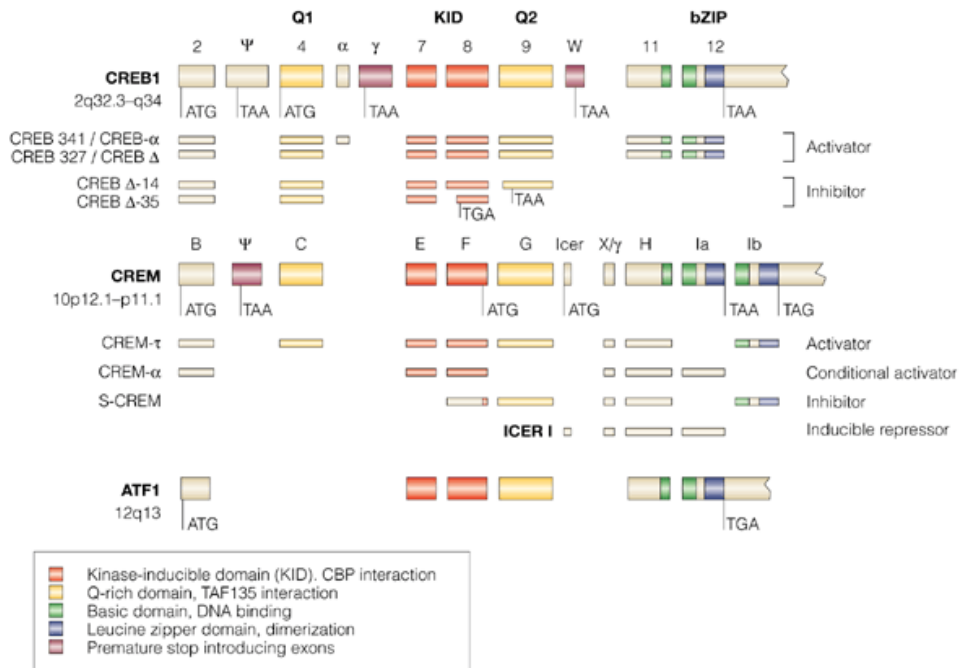 Q1 KID Q2 bZIP
2 Ψ 4 α γ 7 8 9 W 11 12
CREB1
2q32.3–q34
ATG TAA ATG TAA TAA TAA
CREB 341 / CREB-α
CREB 327 / CREB Δ
Activator
CREB Δ-14
CREB Δ-35
TAA
TGA
Inhibitor
B Ψ C E F G Icer X/γ H Ia Ib
CREM
10p12.1–p11.1
ATG TAA ATG ATG TAA TAG
CREM-τ Activator
CREM-α Conditional activator
S-CREM Inhibitor
ICER I Inducible repressor
ATF1
12q13
ATG TGA
Kinase-inducible domain (KID). CBP interaction
Q-rich domain, TAF135 interaction
Basic domain, DNA binding
Leucine zipper domain, dimerization
Premature stop introducing exons